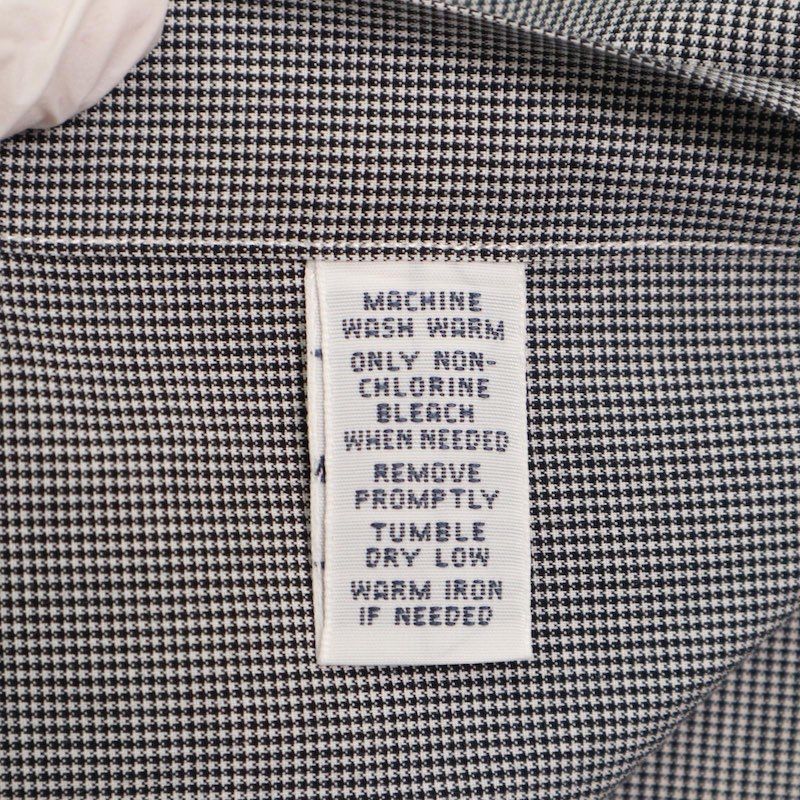 MACHINE
WASH WARM
ONLY NON-
CHLORINE
BLEACH
WHEN NEEDED
REMOVE
PROMPTLY
TUMBLE
DRY LOW
WARM IRON
IF NEEDED